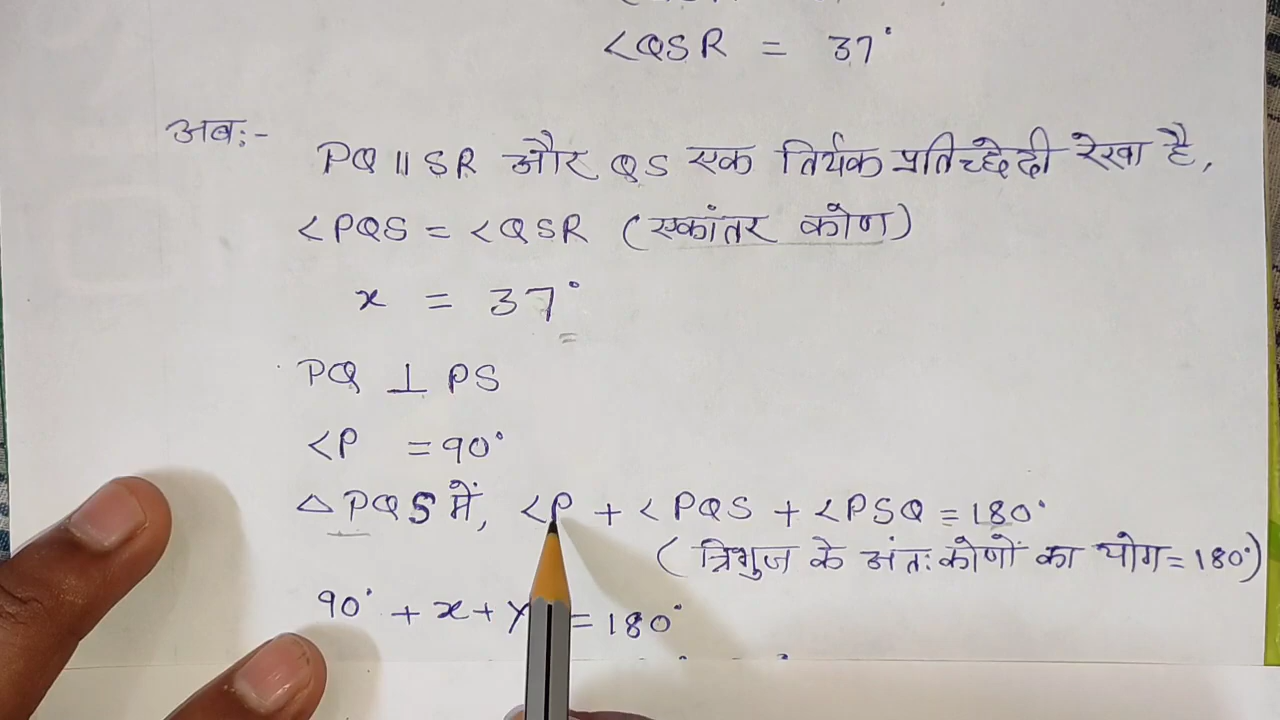 <QSR = 37°
अबः-
PQ || SR और QS एक तिर्यक प्रतिच्छेदी रेखा है,
<PQS = <QSR (एकांतर कोण)
x = 37°
PQ ⊥ PS
<P = 90°
△ PQS में, <P + <PQS + <PSQ = 180°
(त्रिभुज के अंतःकोणों का योग = 180°)
90° + x + y = 180°